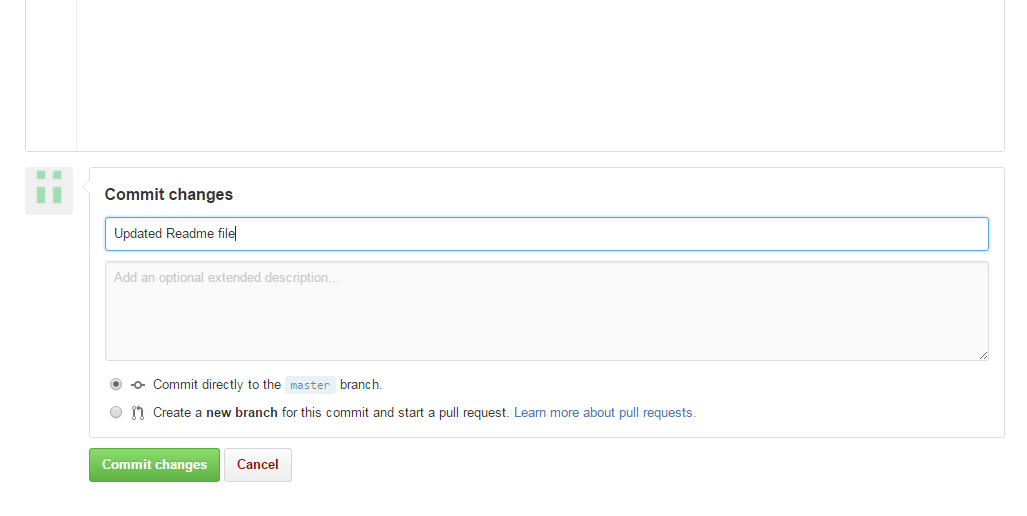 Commit changes
Updated Readme file
Add an optional extended description...
Commit directly to the master branch.
Create a new branch for this commit and start a pull request. Learn more about pull requests.
Commit changes Cancel